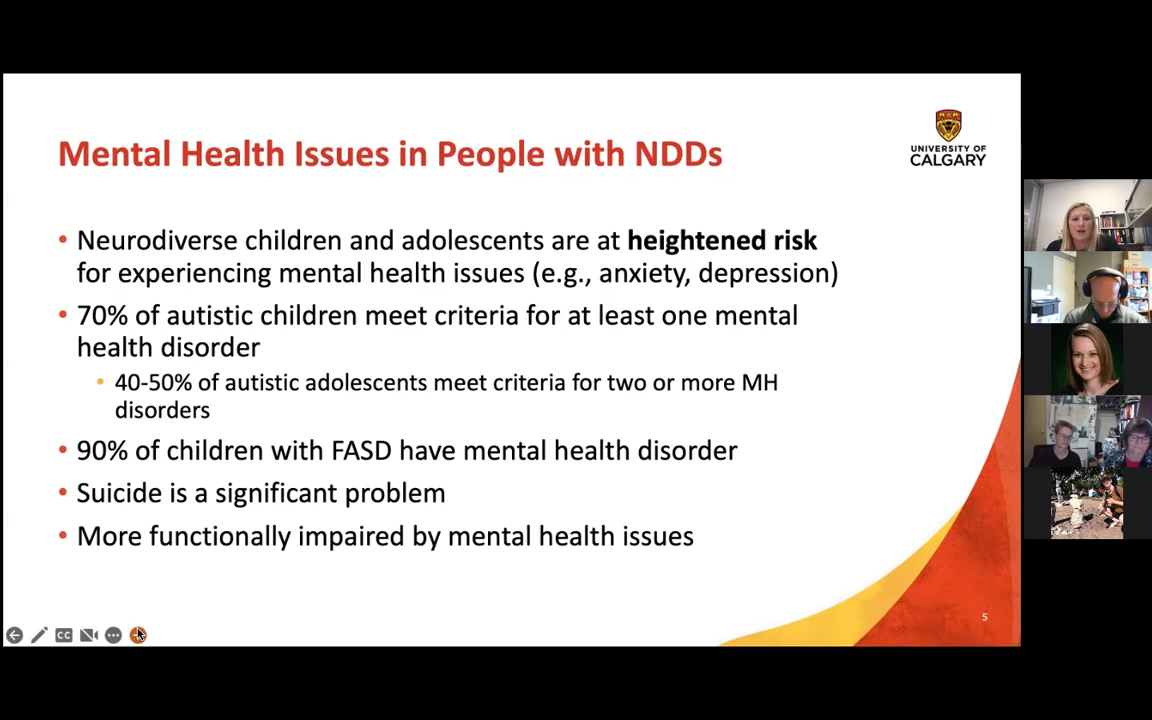 Mental Health Issues in People with NDDs
UNIVERSITY OF
CALGARY
• Neurodiverse children and adolescents are at heightened risk
for experiencing mental health issues (e.g., anxiety, depression)
• 70% of autistic children meet criteria for at least one mental
health disorder
• 40-50% of autistic adolescents meet criteria for two or more MH
disorders
• 90% of children with FASD have mental health disorder
• Suicide is a significant problem
• More functionally impaired by mental health issues
5
CC